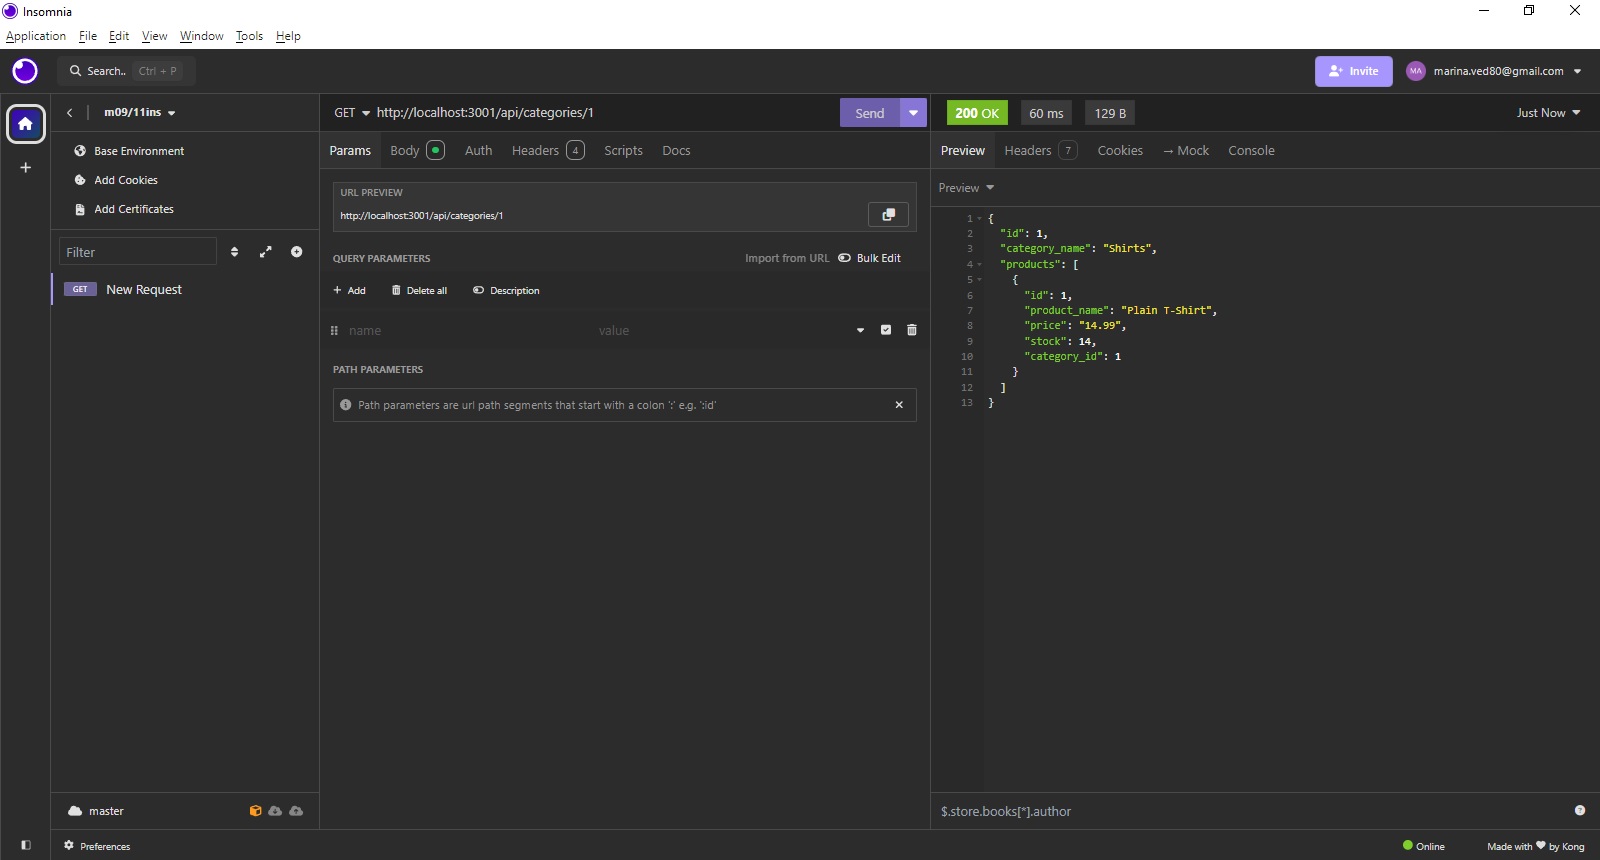 Insomnia
Application File Edit View Window Tools Help
Search.. Ctrl + P
Invite
MA marina.ved80@gmail.com
m09/11ins
Base Environment
Add Cookies
Add Certificates
Filter
GET New Request
master
Preferences
GET http://localhost:3001/api/categories/1 Send
Params Body Auth Headers 4 Scripts Docs
URL PREVIEW
http://localhost:3001/api/categories/1
QUERY PARAMETERS Import from URL Bulk Edit
+ Add Delete all Description
name value
PATH PARAMETERS
Path parameters are url path segments that start with a colon ':' e.g. ':id'
200 OK 60 ms 129 B Just Now
Preview Headers 7 Cookies → Mock Console
Preview
1 {
2 "id": 1,
3 "category_name": "Shirts",
4 "products": [
5 {
6 "id": 1,
7 "product_name": "Plain T-Shirt",
8 "price": "14.99",
9 "stock": 14,
10 "category_id": 1
11 }
12 ]
13 }
$.store.books[*].author
Online Made with ♥ by Kong